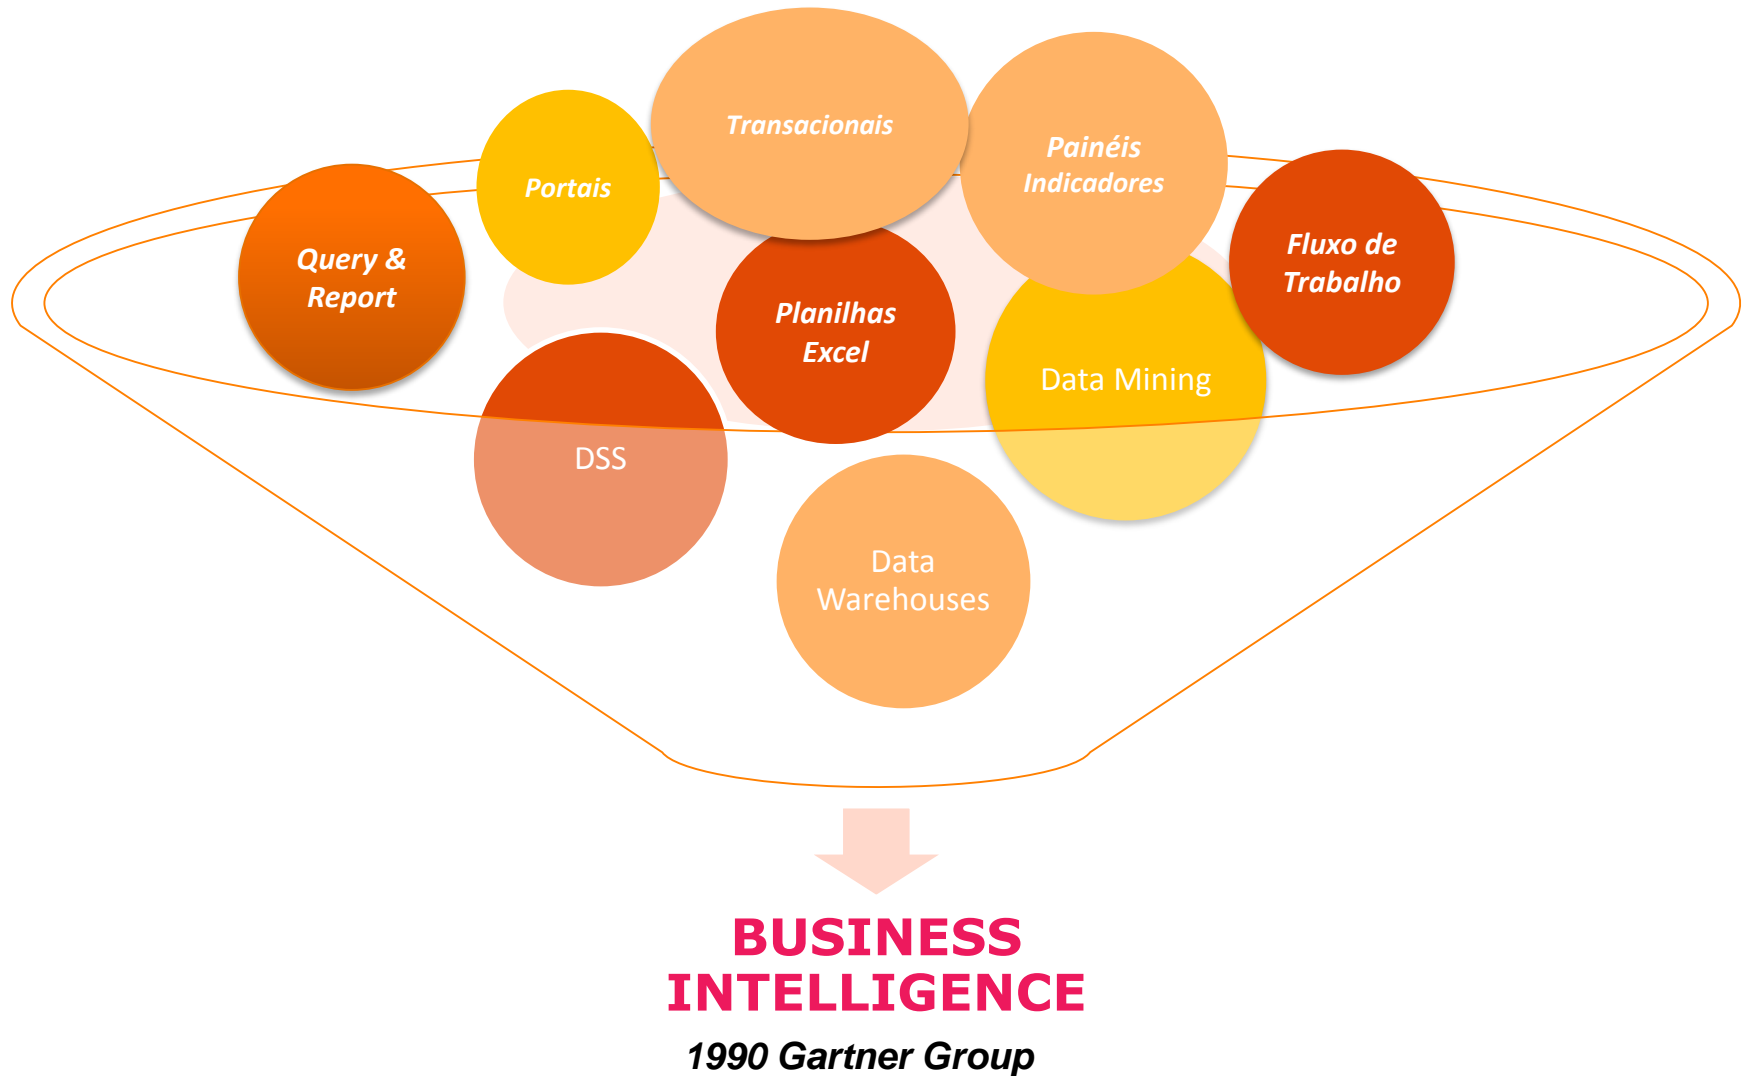 Transacionais
Painéis
Indicadores
Portais
Query &
Report
Fluxo de
Trabalho
Planilhas
Excel
Data Mining
DSS
Data
Warehouses
BUSINESS
INTELLIGENCE
1990 Gartner Group